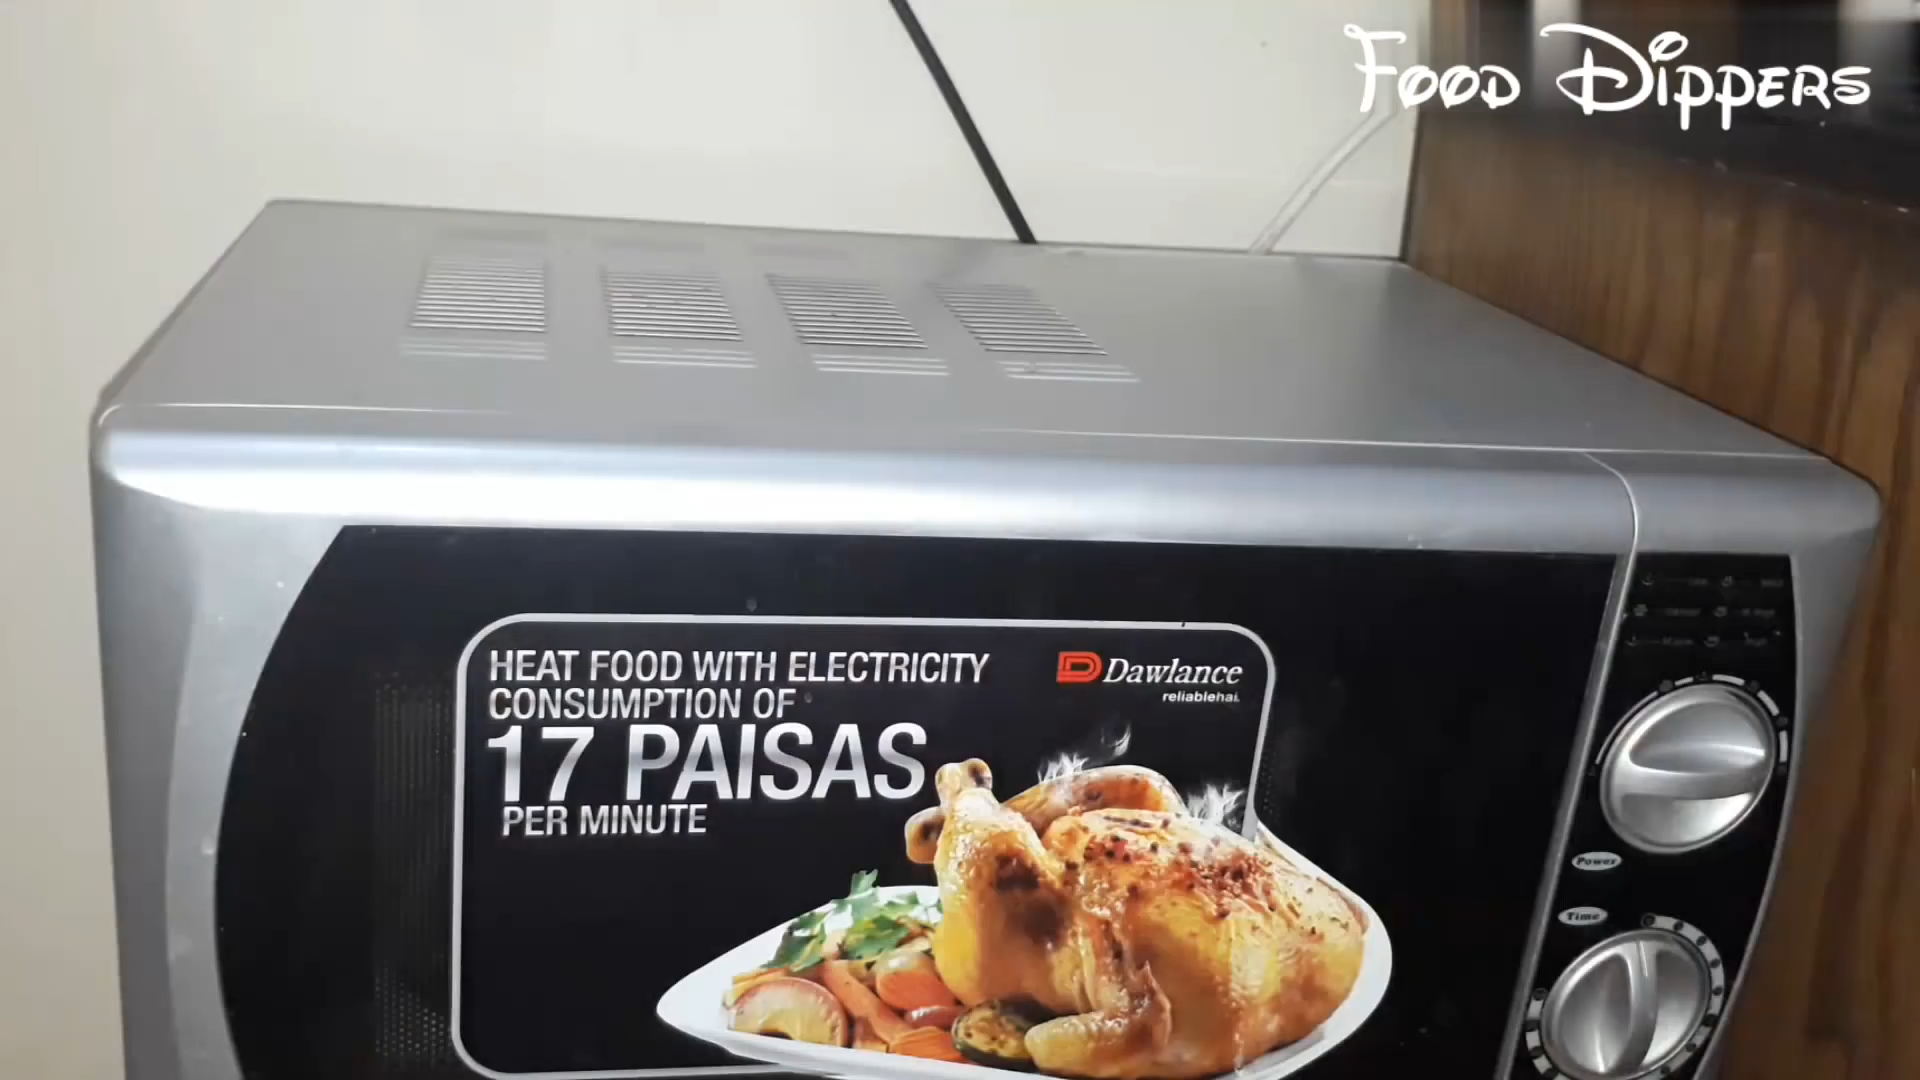 Food Dippers
HEAT FOOD WITH ELECTRICITY
CONSUMPTION OF
17 PAISAS
PER MINUTE
Dawlance
reliablehai.
Power
Time